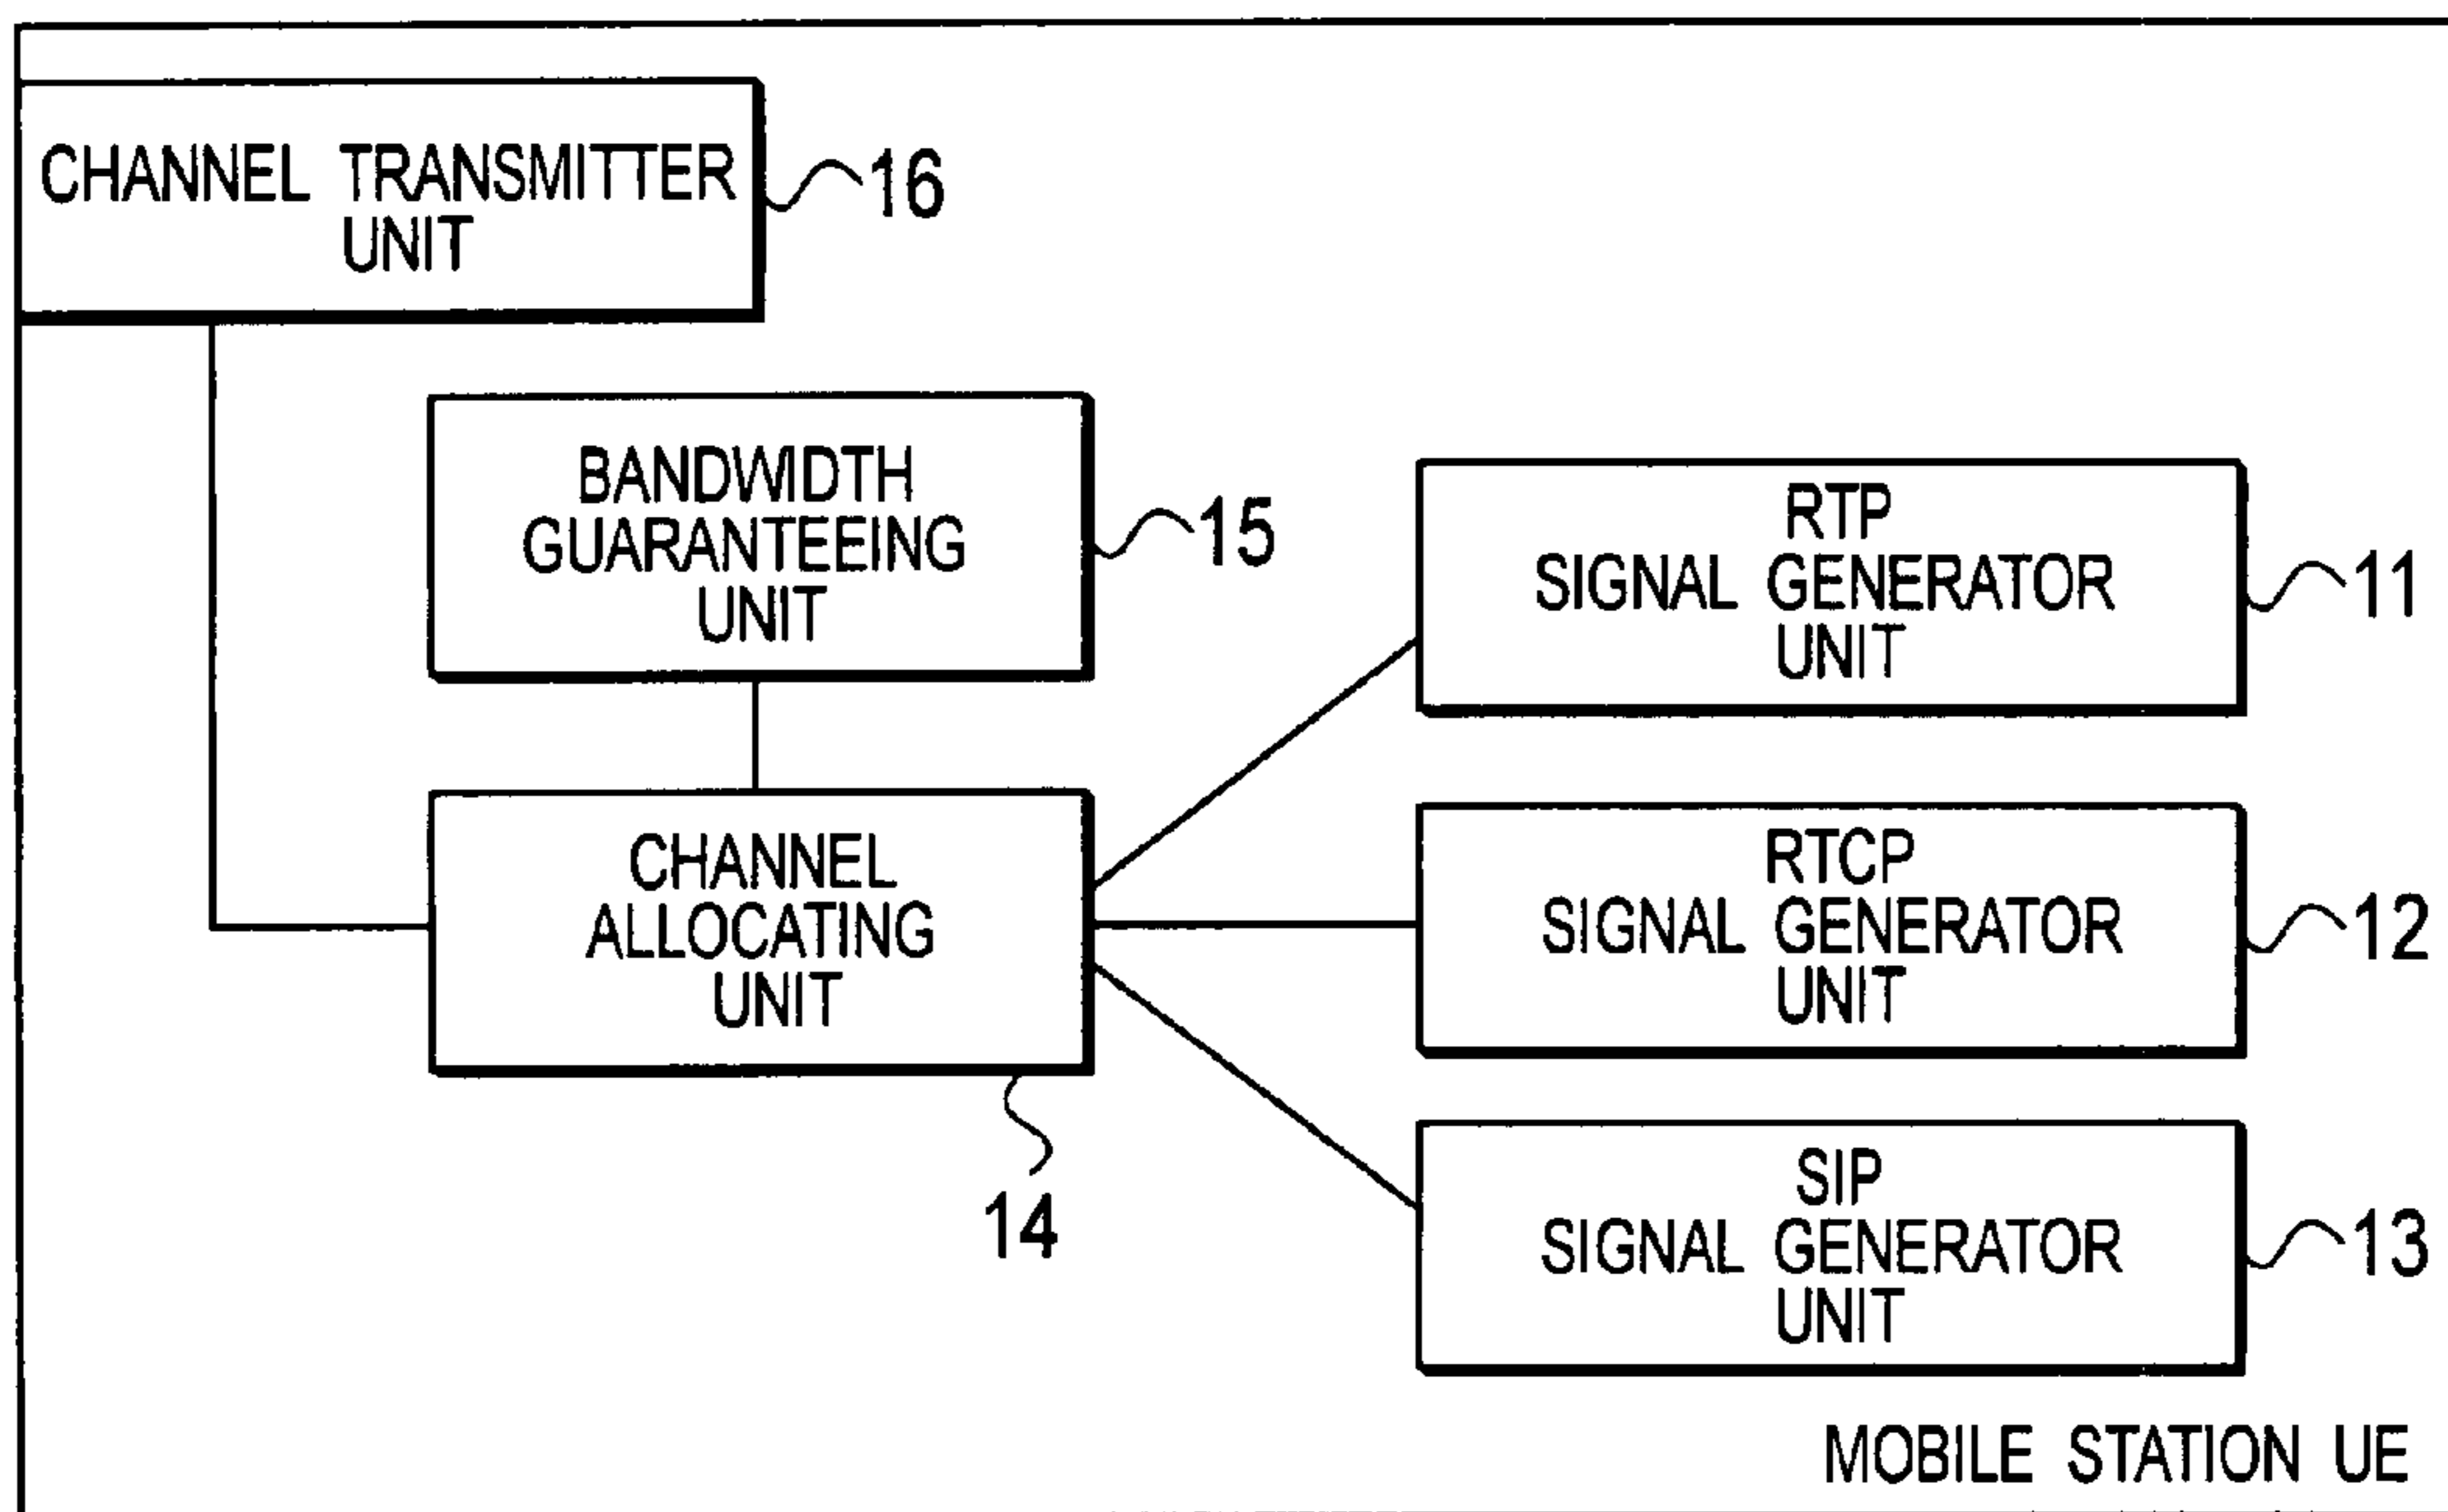 CHANNEL TRANSMITTER
UNIT
16
BANDWIDTH
GUARANTEEING
UNIT
15
CHANNEL
ALLOCATING
UNIT
14
RTP
SIGNAL GENERATOR
UNIT
11
RTCP
SIGNAL GENERATOR
UNIT
12
SIP
SIGNAL GENERATOR
UNIT
13
MOBILE STATION UE